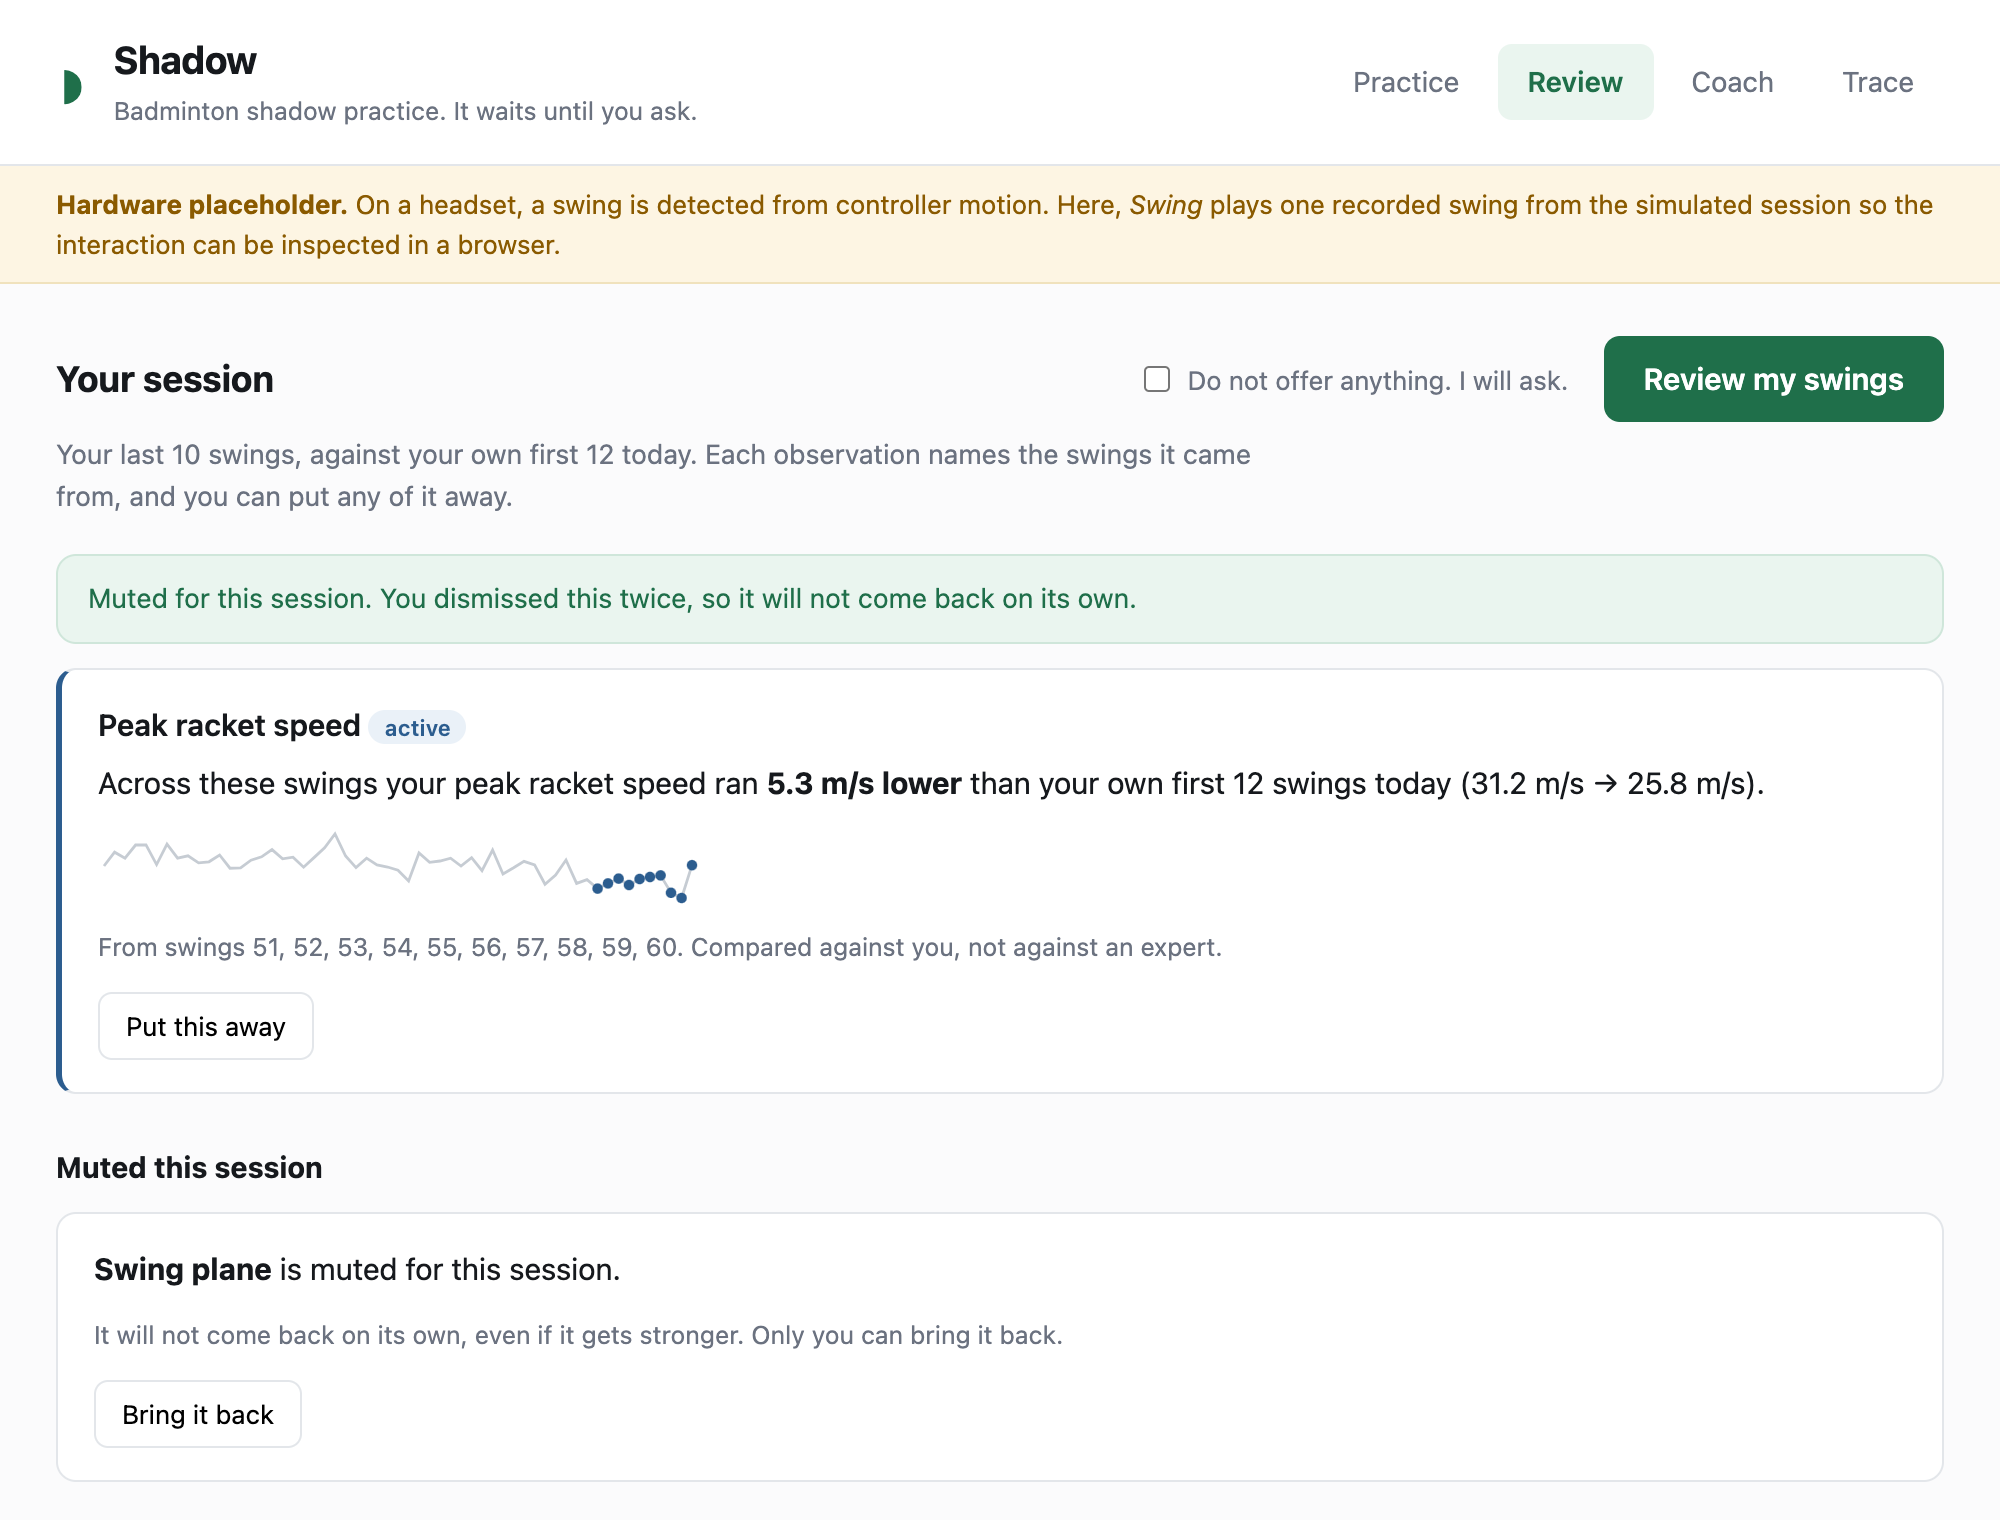 Shadow
Badminton shadow practice. It waits until you ask.
Practice
Review
Coach
Trace
Hardware placeholder. On a headset, a swing is detected from controller motion. Here, Swing plays one recorded swing from the simulated session so the
interaction can be inspected in a browser.
Your session
Do not offer anything. I will ask.
Review my swings
Your last 10 swings, against your own first 12 today. Each observation names the swings it came
from, and you can put any of it away.
Muted for this session. You dismissed this twice, so it will not come back on its own.
Peak racket speed active
Across these swings your peak racket speed ran 5.3 m/s lower than your own first 12 swings today (31.2 m/s → 25.8 m/s).
From swings 51, 52, 53, 54, 55, 56, 57, 58, 59, 60. Compared against you, not against an expert.
Put this away
Muted this session
Swing plane is muted for this session.
It will not come back on its own, even if it gets stronger. Only you can bring it back.
Bring it back